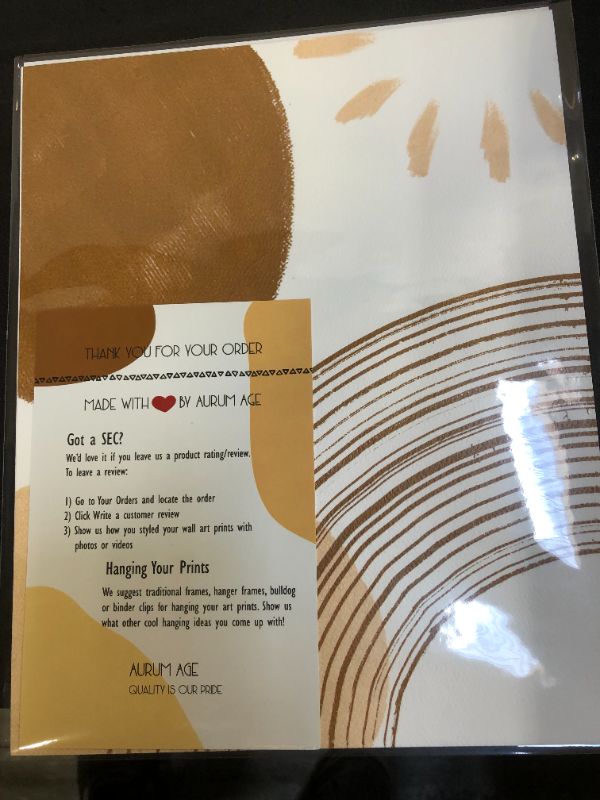 THANK YOU FOR YOUR ORDER
MADE WITH BY AURUM AGE
Got a SEC?
We'd love it if you leave us a product rating/review.
To leave a review:
1) Go to Your Orders and locate the order
2) Click Write a customer review
3) Show us how you styled your wall art prints with
photos or videos
Hanging Your Prints
We suggest traditional frames, hanger frames, bulldog
or binder clips for hanging your art prints. Show us
what other cool hanging ideas you come up with!
AURUM AGE
QUALITY IS OUR PRIDE